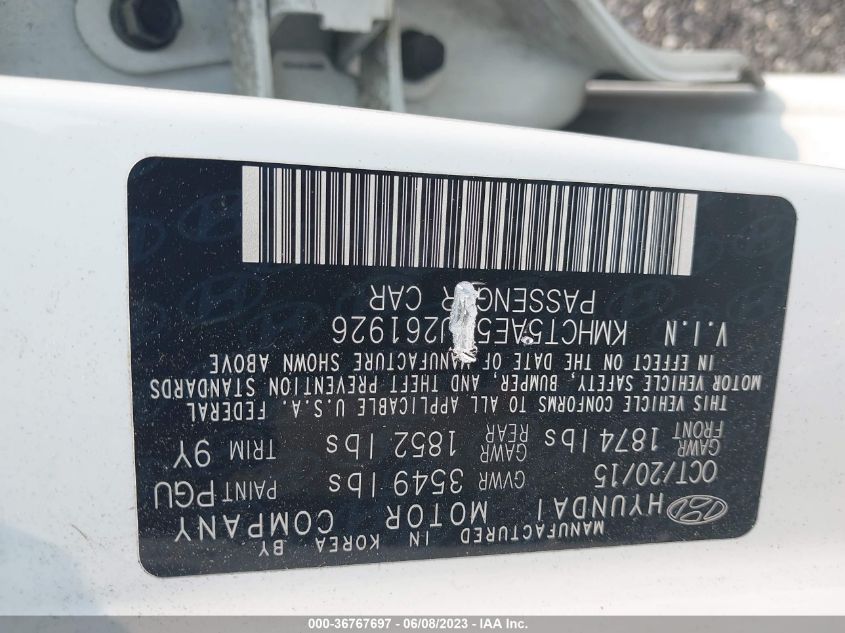 MANUFACTURED IN KOREA BY
HYUNDAI MOTOR COMPANY
OCT/20/15 GVWR 3549 lbs PAINT PGU
GAWR FRONT 1874 lbs GAWR REAR 1852 lbs TRIM 9Y
THIS VEHICLE CONFORMS TO ALL APPLICABLE U.S.A. FEDERAL
MOTOR VEHICLE SAFETY, BUMPER, AND THEFT PREVENTION STANDARDS
IN EFFECT ON THE DATE OF MANUFACTURE SHOWN ABOVE
V.I.N KMHCT5AE5 U261926
PASSENGER CAR
000-36767697 - 06/08/2023 - IAA Inc.